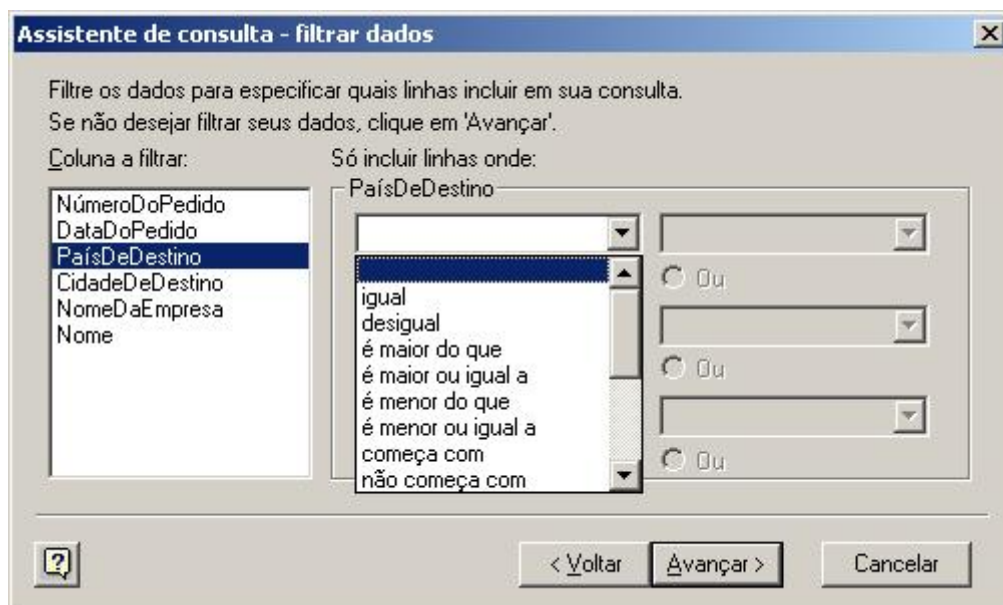 Assistente de consulta - filtrar dados
Filtre os dados para especificar quais linhas incluir em sua consulta.
Se não desejar filtrar seus dados, clique em 'Avançar'.
Coluna a filtrar:
Só incluir linhas onde:
NúmeroDoPedido
DataDoPedido
PaísDeDestino
CidadeDeDestino
NomeDaEmpresa
Nome
PaísDeDestino
igual
desigual
é maior do que
é maior ou igual a
é menor do que
é menor ou igual a
começa com
não começa com
Ou
Ou
Ou
< Voltar
Avançar >
Cancelar